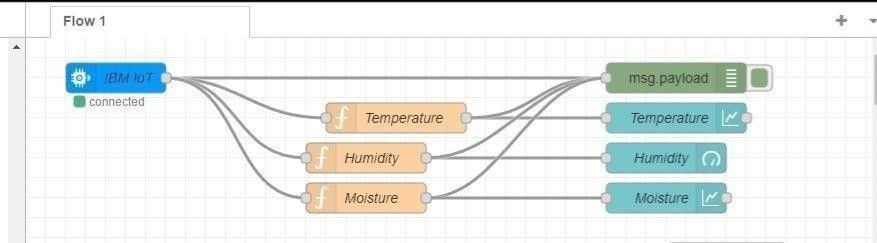 Flow 1
IBM IoT
msg.payload
connected
Temperature
Temperature
Humidity
Humidity
Moisture
Moisture